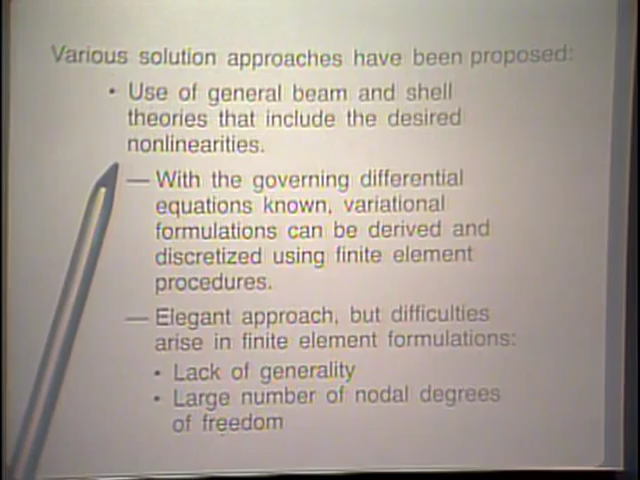 Various solution approaches have been proposed:
• Use of general beam and shell
theories that include the desired
nonlinearities.
— With the governing differential
equations known, variational
formulations can be derived and
discretized using finite element
procedures.
— Elegant approach, but difficulties
arise in finite element formulations:
• Lack of generality
• Large number of nodal degrees
of freedom